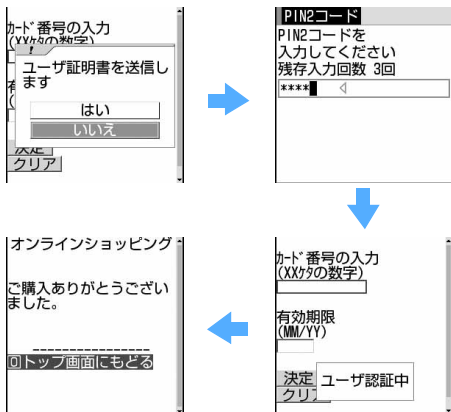 カード番号の入力
(XXケタの数字)
!
ユーザ証明書を送信し
ます
はい
いいえ
決定
クリア
PIN2コード
PIN2コードを
入力してください
残存入力回数 3回
****
カード番号の入力
(XXケタの数字)
有効期限
(MM/YY)
決定
ユーザ認証中
クリア
オンラインショッピング
ご購入ありがとうござい
ました。
----------------
0トップ画面にもどる